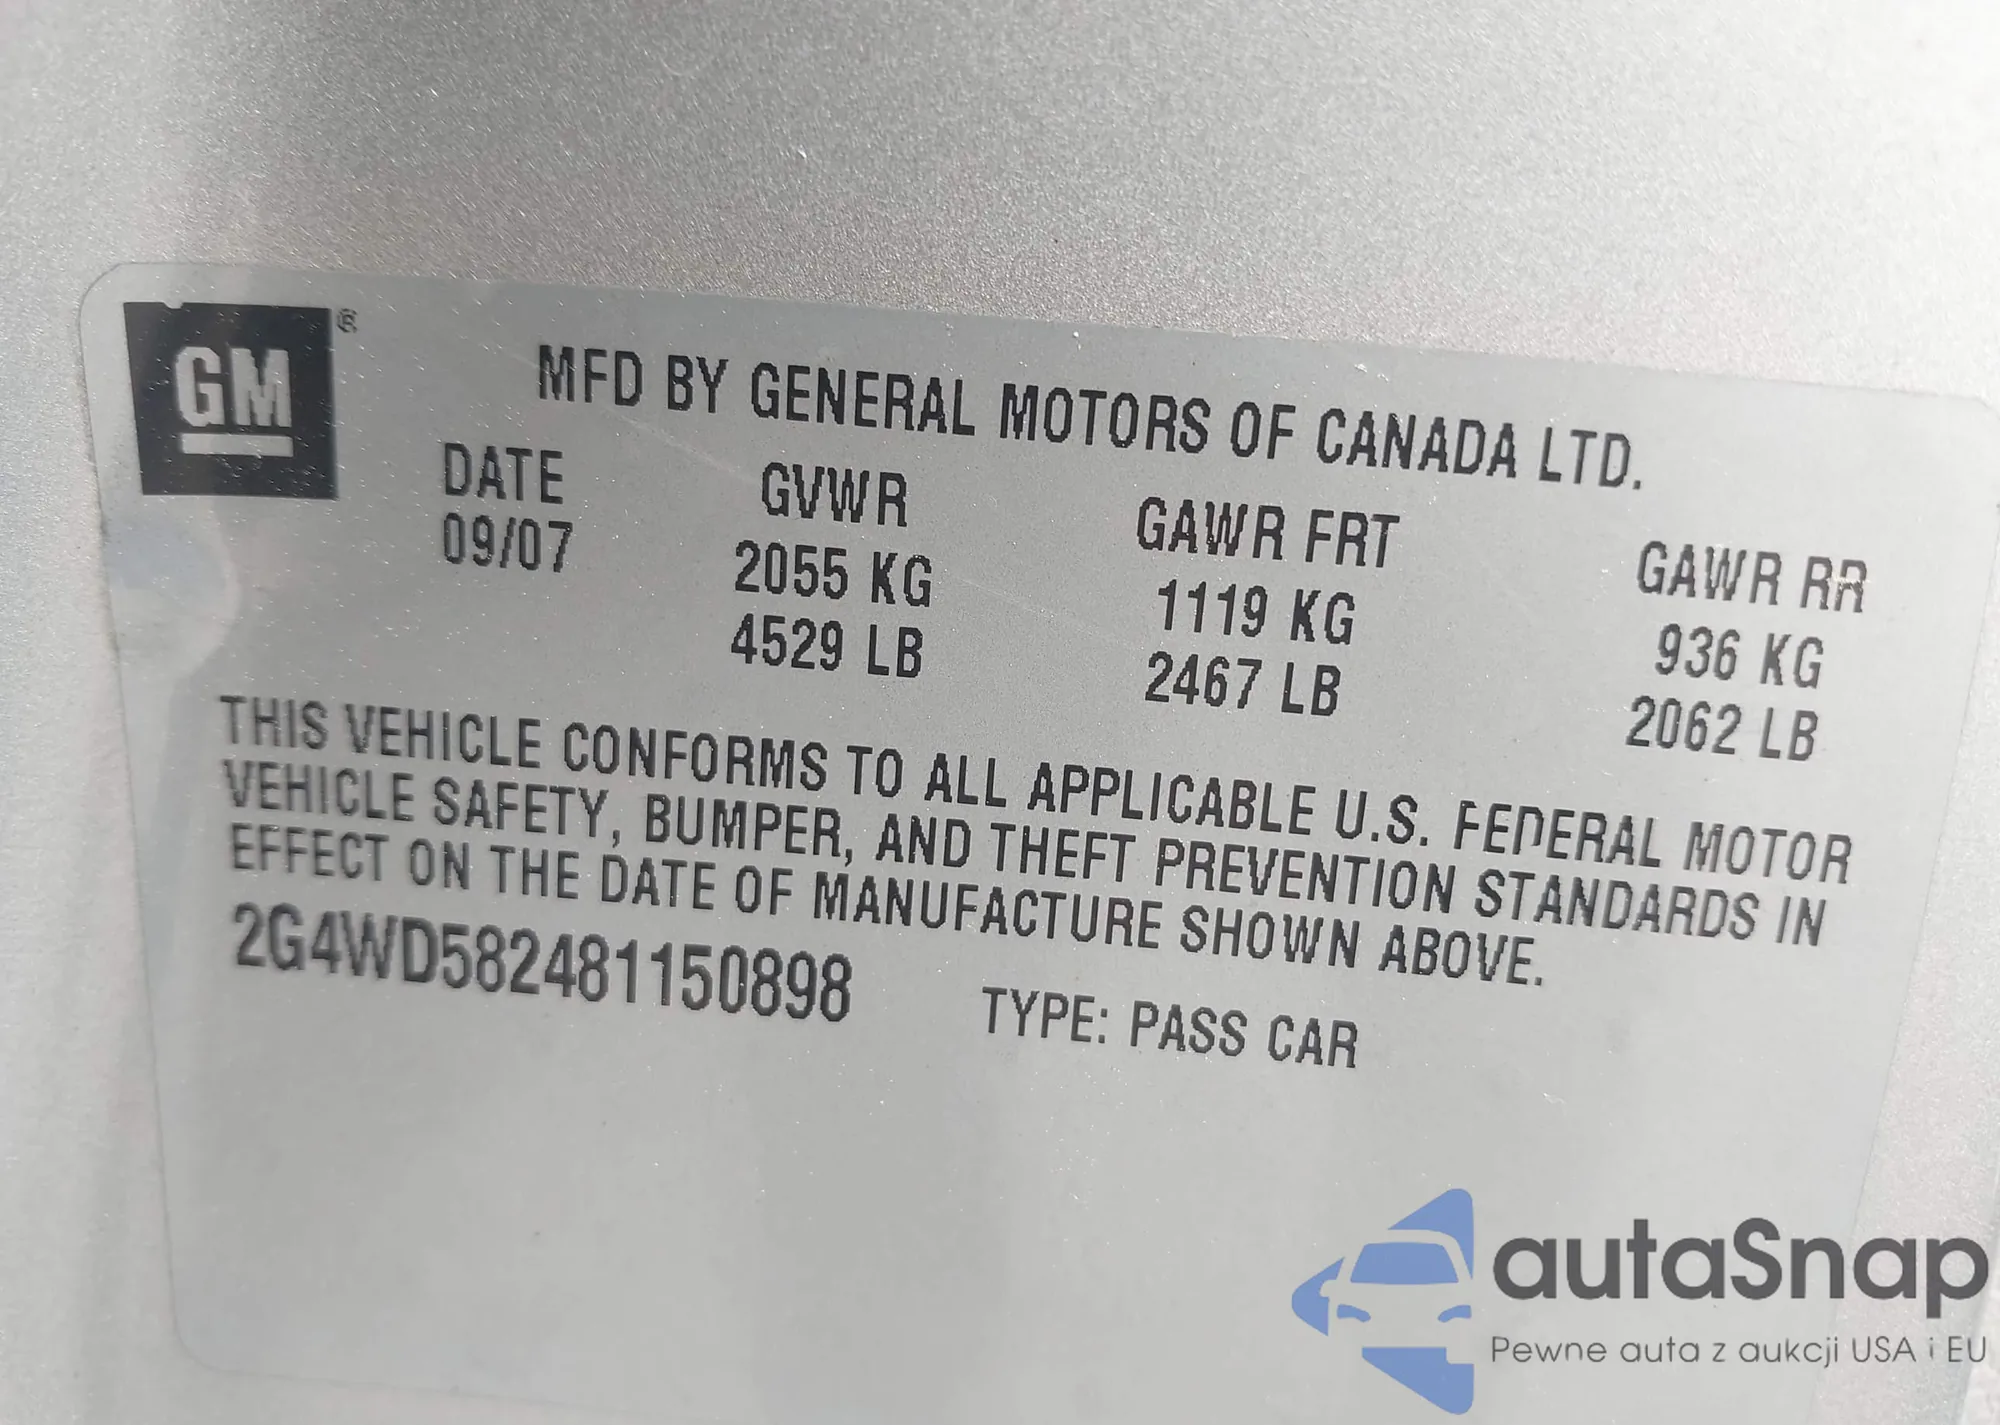 GM ®
MFD BY GENERAL MOTORS OF CANADA LTD.
DATE GVWR GAWR FRT GAWR RR
09/07 2055 KG 1119 KG 936 KG
4529 LB 2467 LB 2062 LB
THIS VEHICLE CONFORMS TO ALL APPLICABLE U.S. FEDERAL MOTOR
VEHICLE SAFETY, BUMPER, AND THEFT PREVENTION STANDARDS IN
EFFECT ON THE DATE OF MANUFACTURE SHOWN ABOVE.
2G4WD582481150898 TYPE: PASS CAR
autaSnap
Pewne auta z aukcji USA i EU